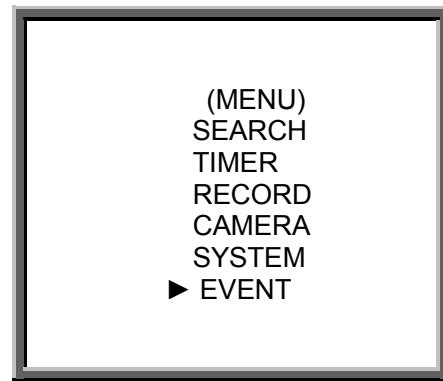 (MENU)
SEARCH
TIMER
RECORD
CAMERA
SYSTEM
► EVENT